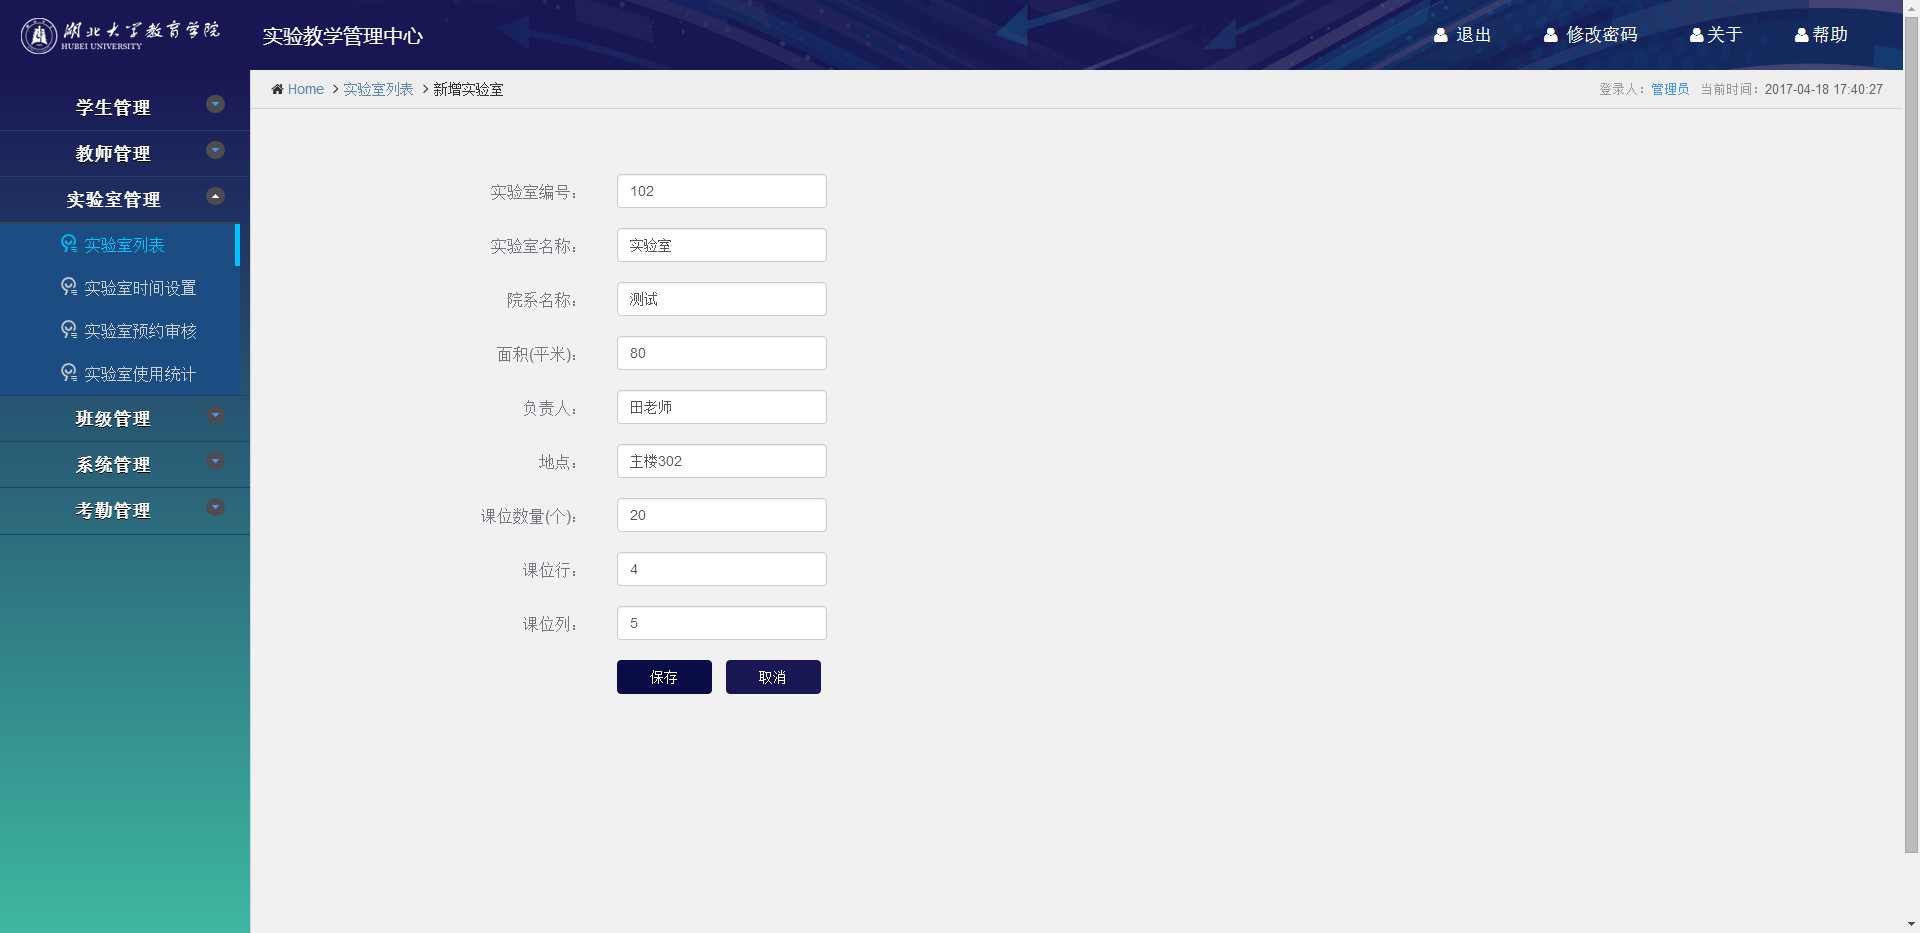 湖北大学教育学院
HUBEI UNIVERSITY
实验教学管理中心
退出
修改密码
关于
帮助
Home > 实验室列表 > 新增实验室
登录人：管理员 当前时间：2017-04-18 17:40:27
学生管理
教师管理
实验室管理
实验室列表
实验室时间设置
实验室预约审核
实验室使用统计
班级管理
系统管理
考勤管理
实验室编号： 102
实验室名称： 实验室
院系名称： 测试
面积(平米)： 80
负责人： 田老师
地点： 主楼302
课位数量(个)： 20
课位行： 4
课位列： 5
保存 取消